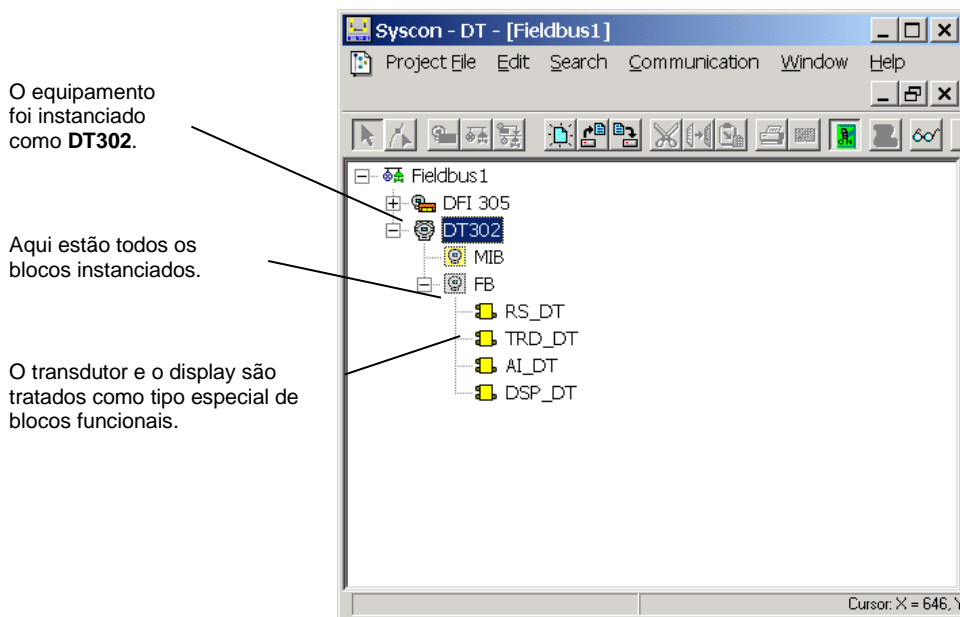 Syscon - DT - [Fieldbus1]
Project File Edit Search Communication Window Help
O equipamento
foi instanciado
como DT302.
Aqui estão todos os
blocos instanciados.
O transdutor e o display são
tratados como tipo especial de
blocos funcionais.
ON
Fieldbus1
DFI 305
DT302
MIB
FB
RS_DT
TRD_DT
AI_DT
DSP_DT
Cursor: X = 646, Y